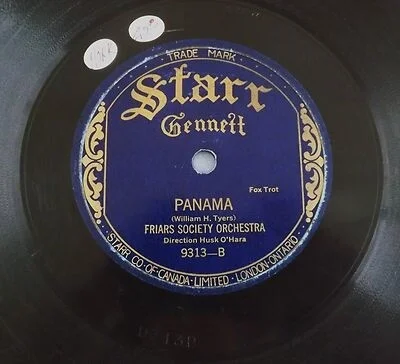 TRADE MARK
Starr
Gennett
Fox Trot
PANAMA
(William H. Tyers)
FRIARS SOCIETY ORCHESTRA
Direction Husk O'Hara
9313—B
STARR CO·OF·CANADA·LIMITED·LONDON·ONTARIO